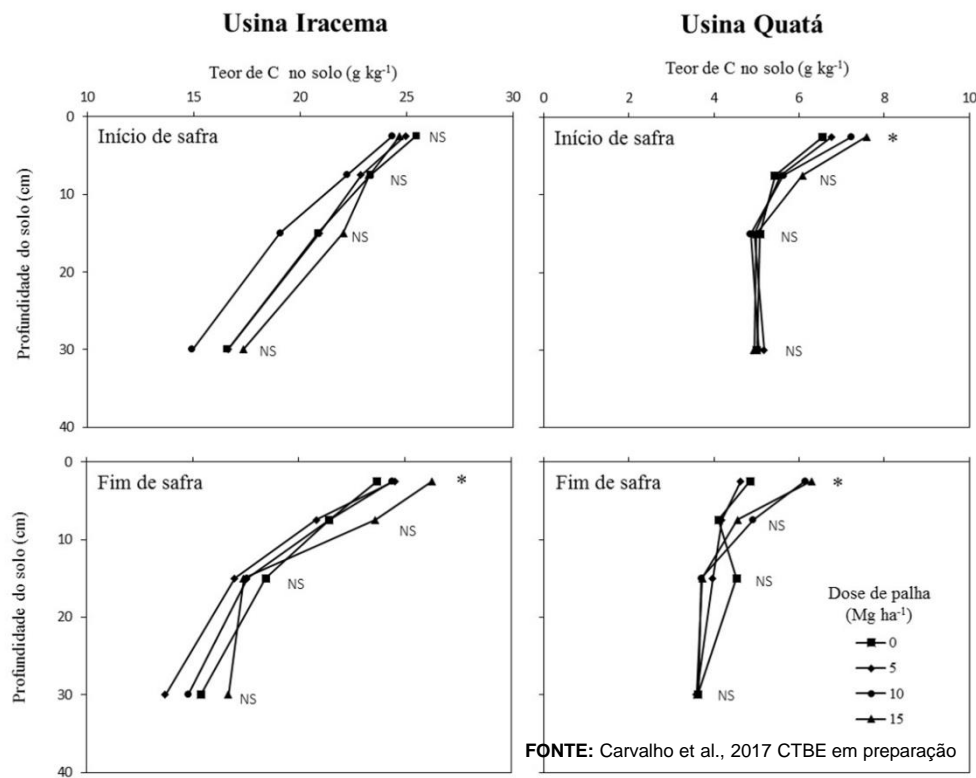 Usina Iracema
Teor de C no solo (g kg⁻¹)
10 15 20 25 30
0
10
20
30
40
Profundidade do solo (cm)
Início de safra
NS
NS
NS
NS
Usina Quatá
Teor de C no solo (g kg⁻¹)
0 2 4 6 8 10
Início de safra
*
NS
NS
NS
0
10
20
30
40
Profundidade do solo (cm)
Fim de safra
*
NS
NS
NS
Fim de safra
*
NS
NS
NS
Dose de palha
(Mg ha⁻¹)
0
5
10
15
FONTE: Carvalho et al., 2017 CTBE em preparação